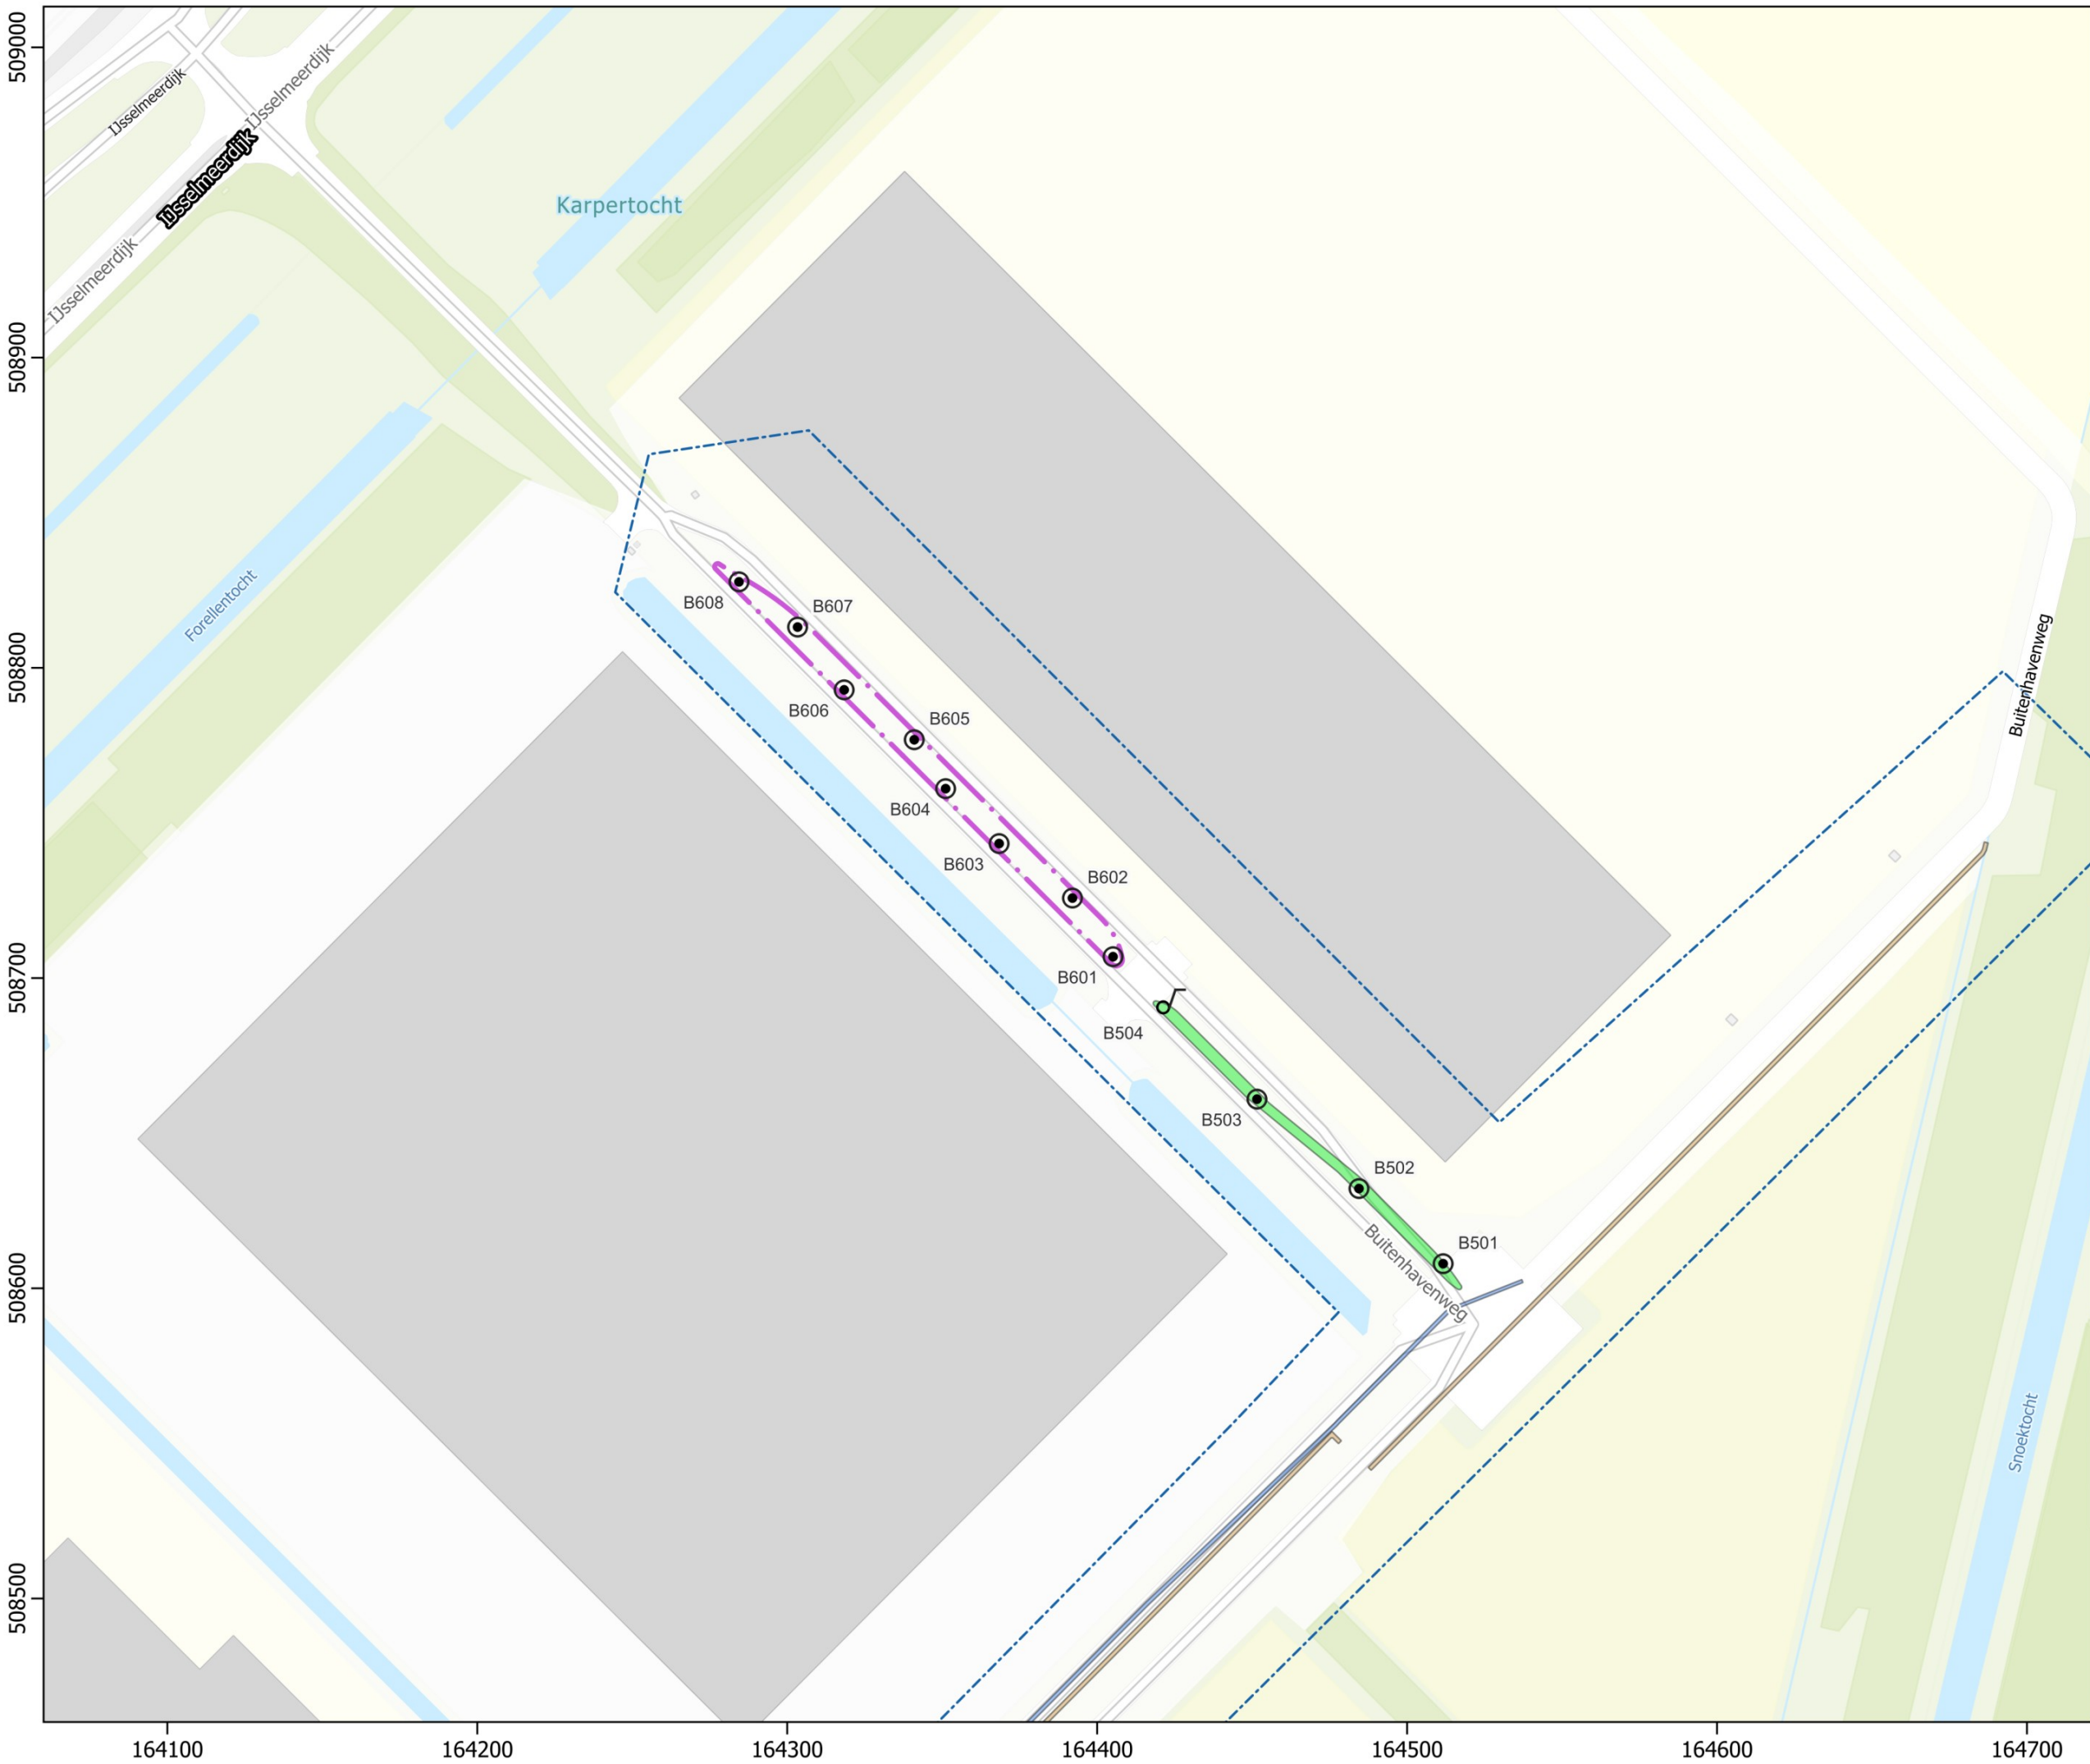 509000
IJsselmeerdijk
IJsselmeerdijk
IJsselmeerdijk
Karpertocht
IJsselmeerdijk
508900
Forellentocht
B608
B607
Buitenhavenweg
508800
B606
B605
B604
B603
B602
508700
B601
B504
B503
B502
B501
Buitenhavenweg
508600
Snoektocht
508500
164100
164200
164300
164400
164500
164600
164700